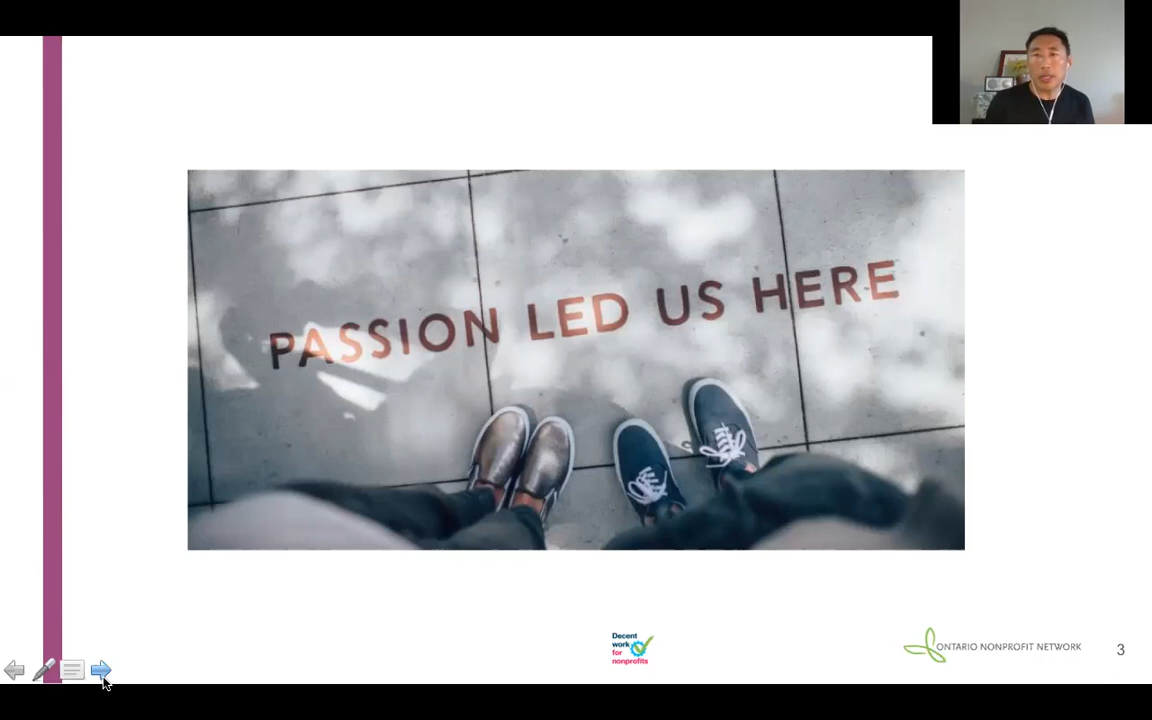 PASSION LED US HERE
Decent
work
for
nonprofits
ONTARIO NONPROFIT NETWORK
3